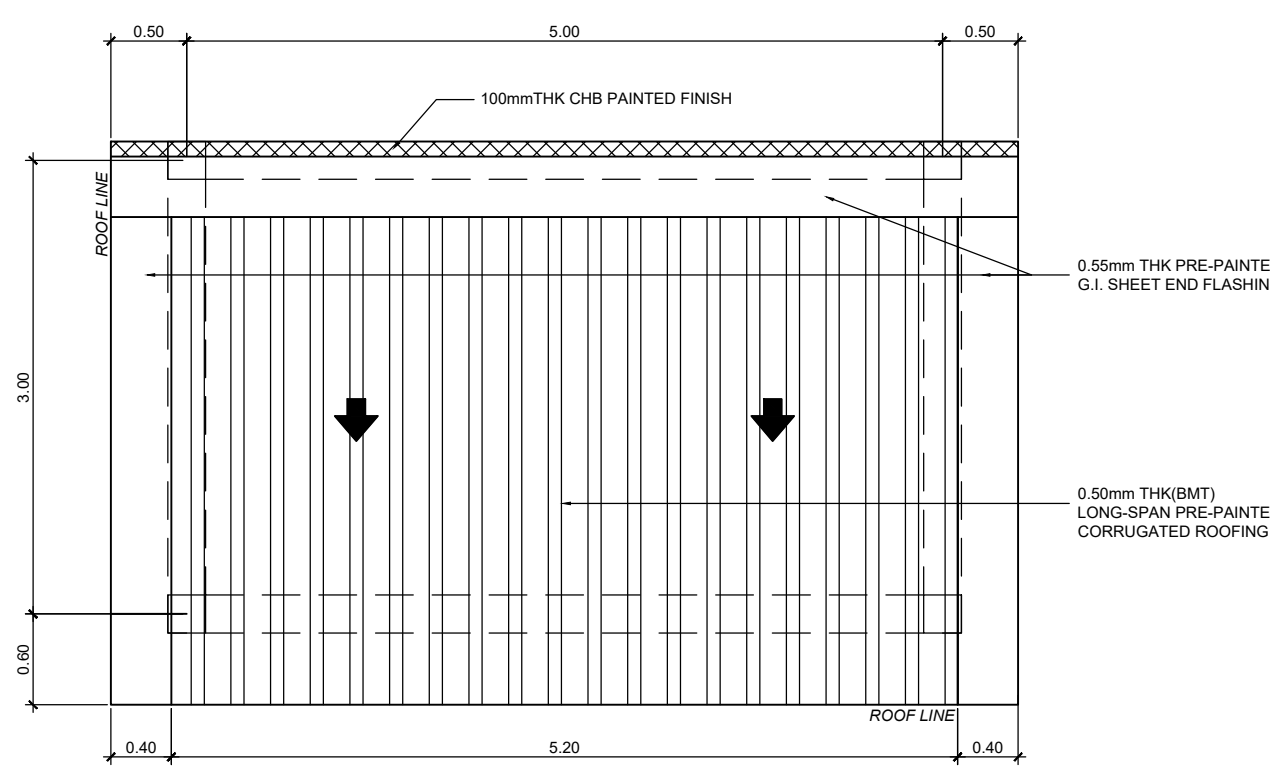 0.50
5.00
0.50
100mmTHK CHB PAINTED FINISH
ROOF LINE
0.55mm THK PRE-PAINTE
G.I. SHEET END FLASHIN
3.00
0.50mm THK(BMT)
LONG-SPAN PRE-PAINTE
CORRUGATED ROOFING
0.60
ROOF LINE
0.40
5.20
0.40